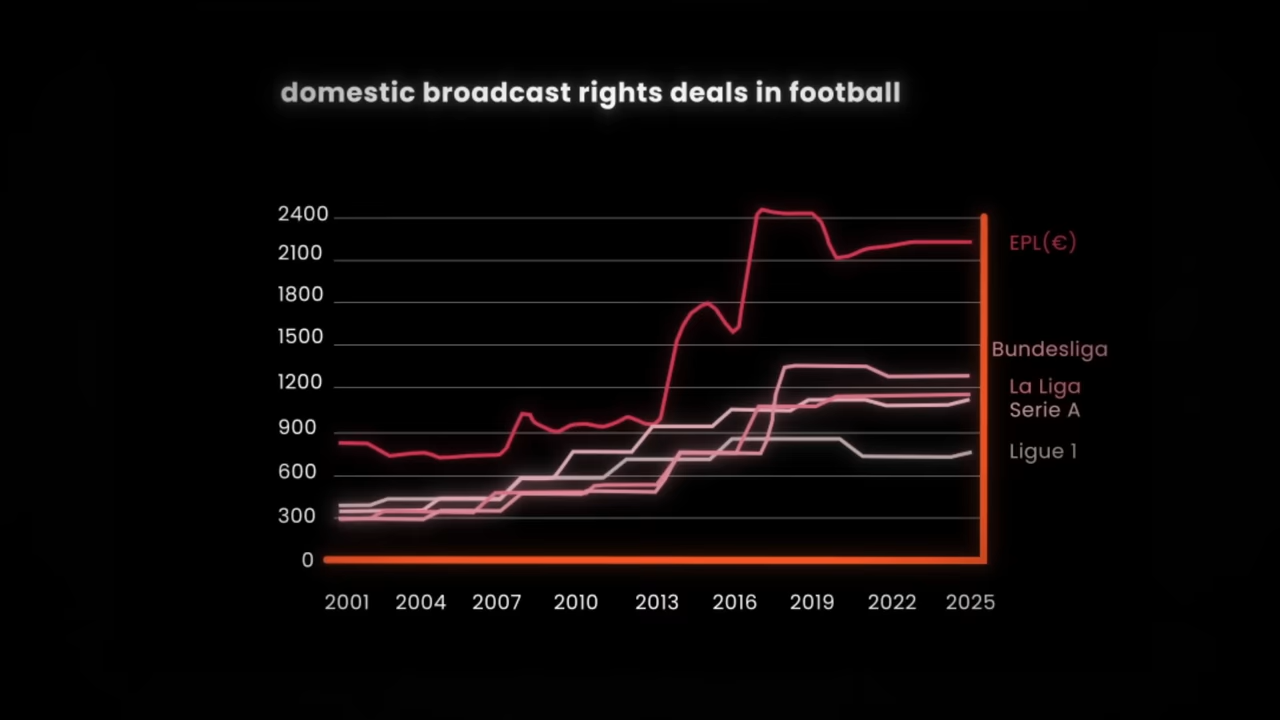 domestic broadcast rights deals in football
2400
2100
1800
1500
1200
900
600
300
0
2001 2004 2007 2010 2013 2016 2019 2022 2025
EPL(€)
Bundesliga
La Liga
Serie A
Ligue 1